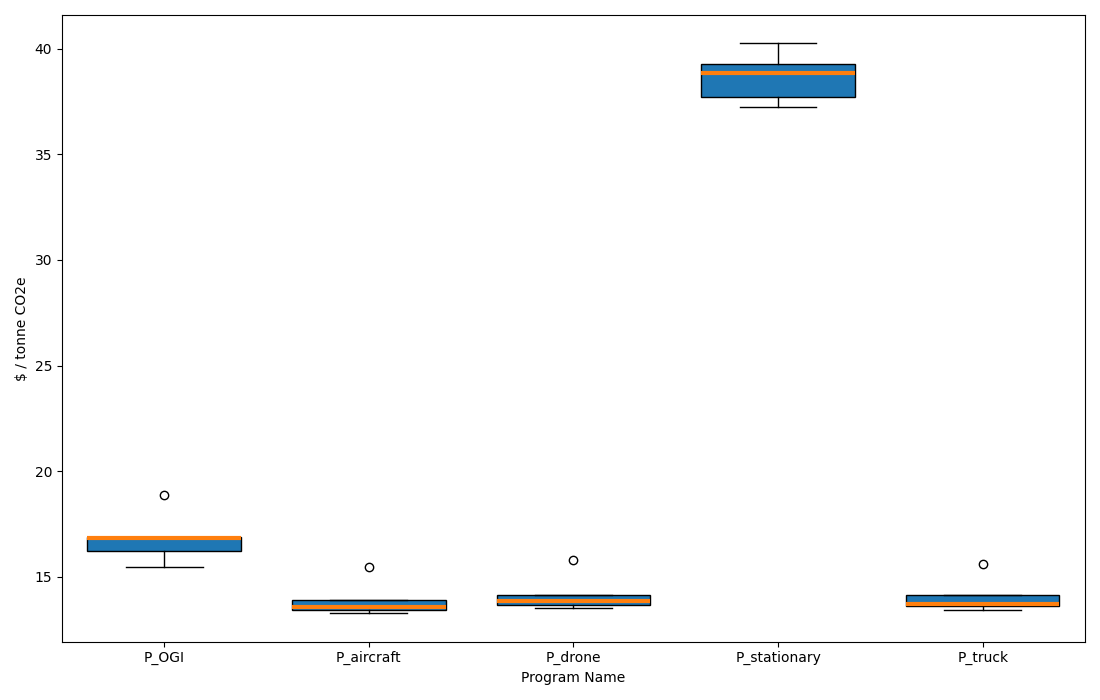 $ / tonne CO2e
40
35
30
25
20
15
P_OGI P_aircraft P_drone P_stationary P_truck
Program Name